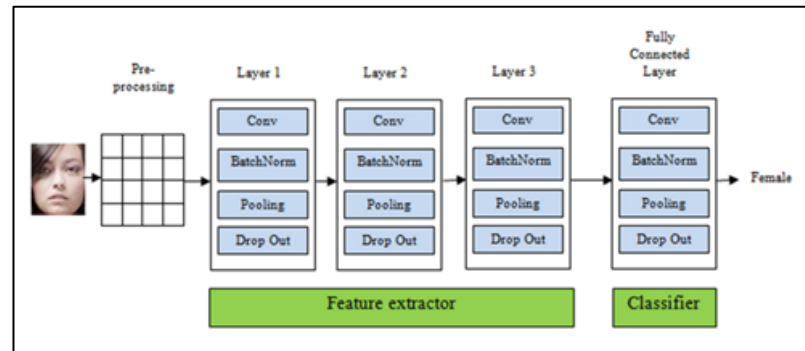 Pre-
processing
Layer 1
Layer 2
Layer 3
Fully
Connected
Layer
Conv
BatchNorm
Pooling
Drop Out
Conv
BatchNorm
Pooling
Drop Out
Conv
BatchNorm
Pooling
Drop Out
Conv
BatchNorm
Pooling
Drop Out
Female
Feature extractor
Classifier